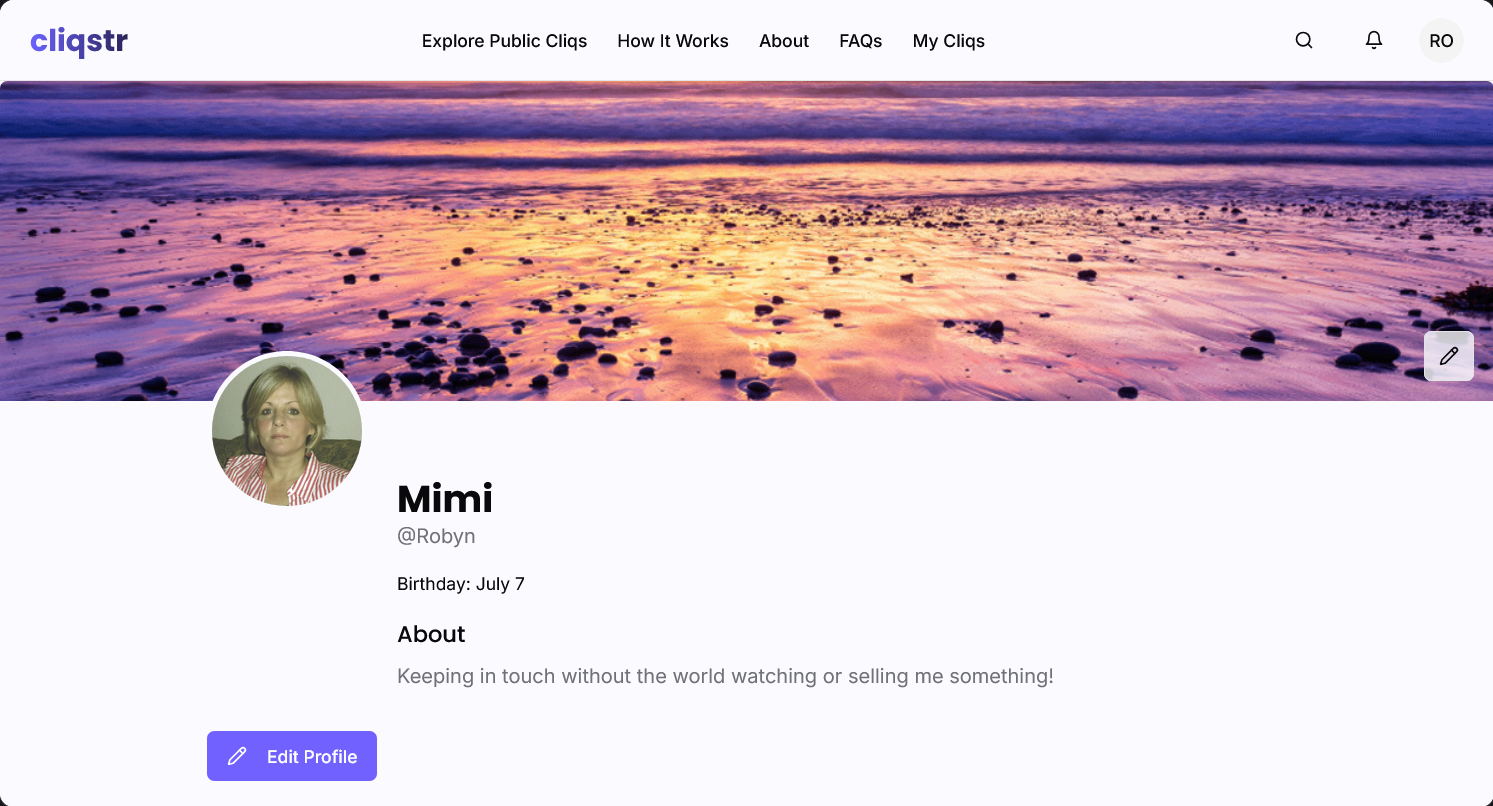 cliqstr
Explore Public Cliqs
How It Works
About
FAQs
My Cliqs
RO
Mimi
@Robyn
Birthday: July 7
About
Keeping in touch without the world watching or selling me something!
Edit Profile